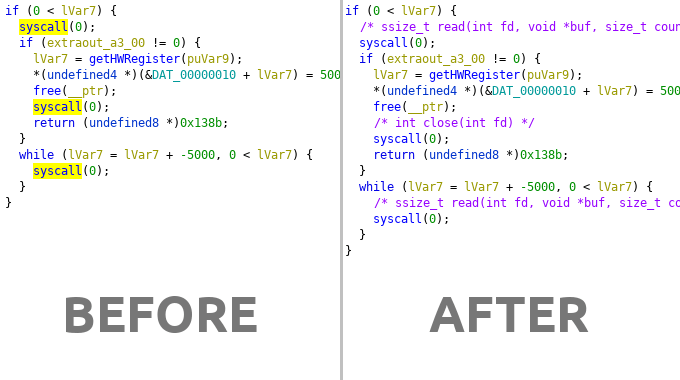 if (0 < lVar7) {
syscall(0);
if (extraout_a3_00 != 0) {
lVar7 = getHWRegister(puVar9);
*(undefined4 *)(&DAT_00000010 + lVar7) = 500
free(__ptr);
syscall(0);
return (undefined8 *)0x138b;
}
while (lVar7 = lVar7 + -5000, 0 < lVar7) {
syscall(0);
}
}
BEFORE
if (0 < lVar7) {
/* ssize_t read(int fd, void *buf, size_t coun
syscall(0);
if (extraout_a3_00 != 0) {
lVar7 = getHWRegister(puVar9);
*(undefined4 *)(&DAT_00000010 + lVar7) = 500
free(__ptr);
/* int close(int fd) */
syscall(0);
return (undefined8 *)0x138b;
}
while (lVar7 = lVar7 + -5000, 0 < lVar7) {
/* ssize_t read(int fd, void *buf, size_t co
syscall(0);
}
}
AFTER